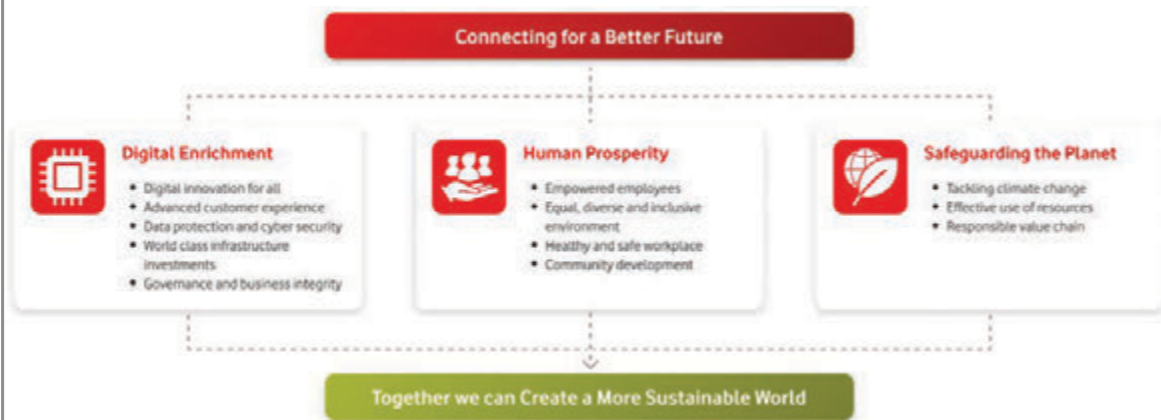 Connecting for a Better Future
Digital Enrichment
• Digital innovation for all
• Advanced customer experience
• Data protection and cyber security
• World class infrastructure
investments
• Governance and business integrity
Human Prosperity
• Empowered employees
• Equal, diverse and inclusive
environment
• Healthy and safe workplace
• Community development
Safeguarding the Planet
• Tackling climate change
• Effective use of resources
• Responsible value chain
Together we can Create a More Sustainable World